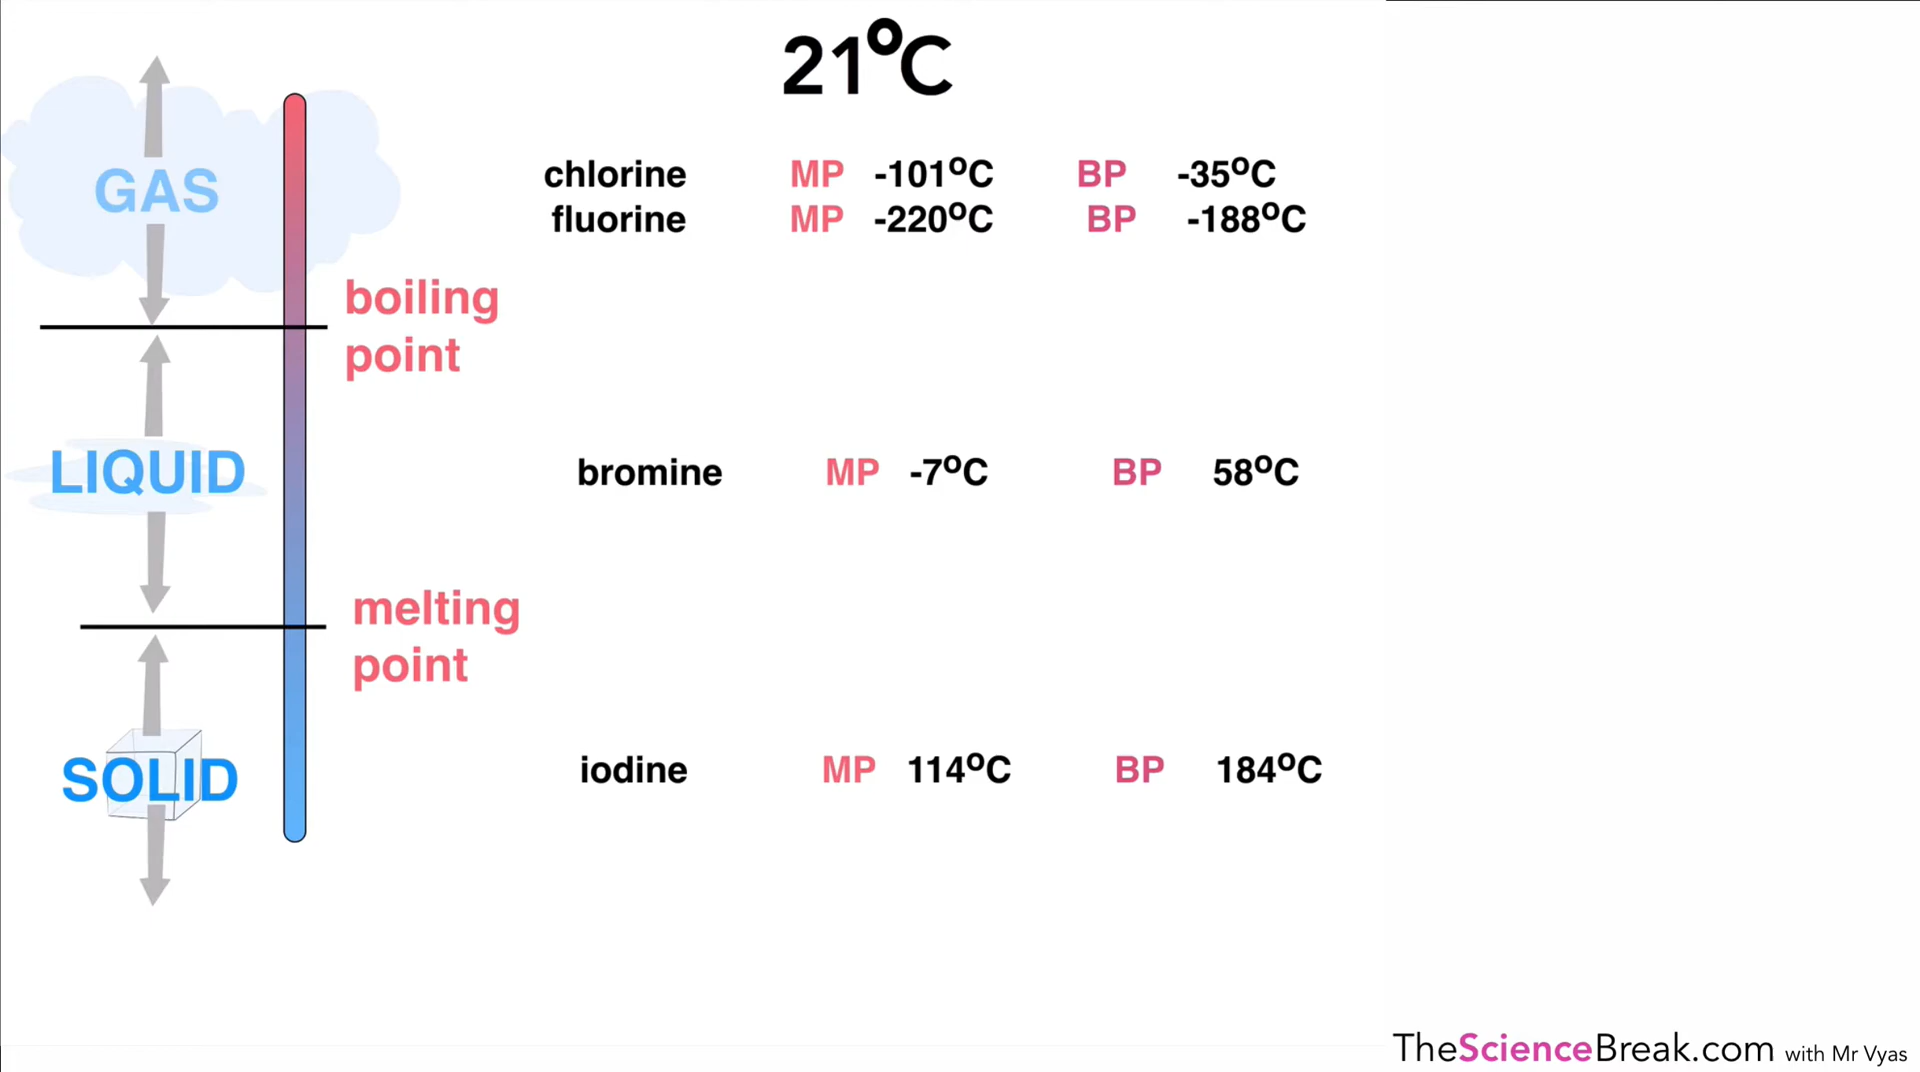 21°C
chlorine MP -101°C BP -35°C
fluorine MP -220°C BP -188°C
GAS
boiling
point
LIQUID
bromine MP -7°C BP 58°C
melting
point
SOLID
iodine MP 114°C BP 184°C
TheScienceBreak.com with Mr Vyas